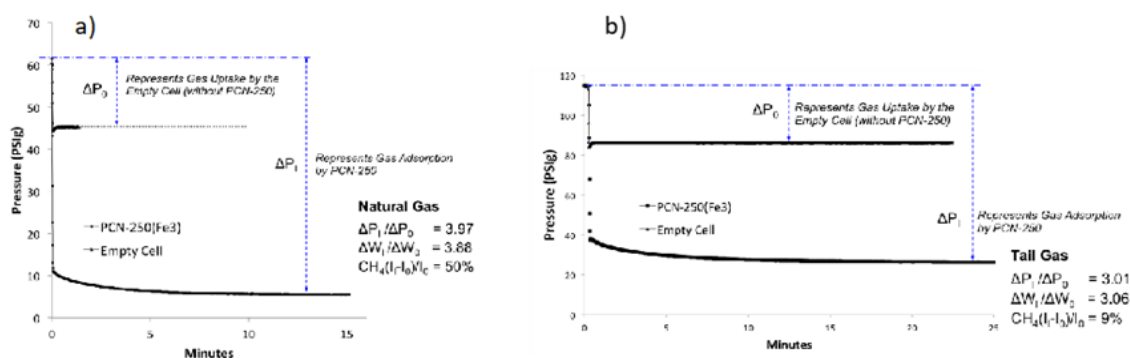 a)
Pressure (PSIg)
70
60
50
40
30
20
10
0
ΔP₀
Represents Gas Uptake by the
Empty Cell (without PCN-250)
ΔPᵢ
Represents Gas Adsorption
by PCN-250
PCN-250(Fe3)
Empty Cell
Natural Gas
ΔPᵢ/ΔP₀ = 3.97
ΔWᵢ/ΔW₀ = 3.88
CH₄(Iᵢ-I₀)/I₀ = 50%
0 5 10 15
Minutes
b)
Pressure (PSIg)
120
100
80
60
40
20
0
ΔP₀
Represents Gas Uptake by the
Empty Cell (without PCN-250)
ΔPᵢ
Represents Gas Adsorption
by PCN-250
PCN-250(Fe3)
Empty Cell
Tail Gas
ΔPᵢ/ΔP₀ = 3.01
ΔWᵢ/ΔW₀ = 3.06
CH₄(Iᵢ-I₀)/I₀ = 9%
0 5 10 15 20 25
Minutes